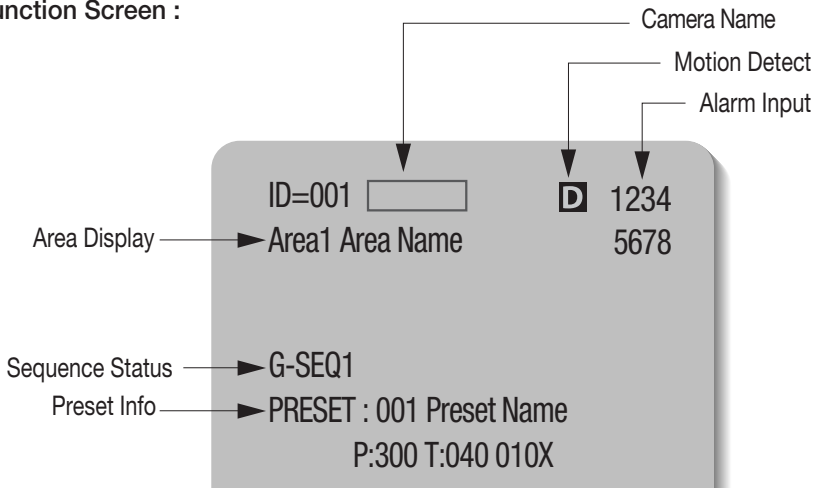 unction Screen :
Camera Name
Motion Detect
Alarm Input
ID=001
D 1234
Area Display
Area1 Area Name
5678
Sequence Status
G-SEQ1
Preset Info
PRESET : 001 Preset Name
P:300 T:040 010X